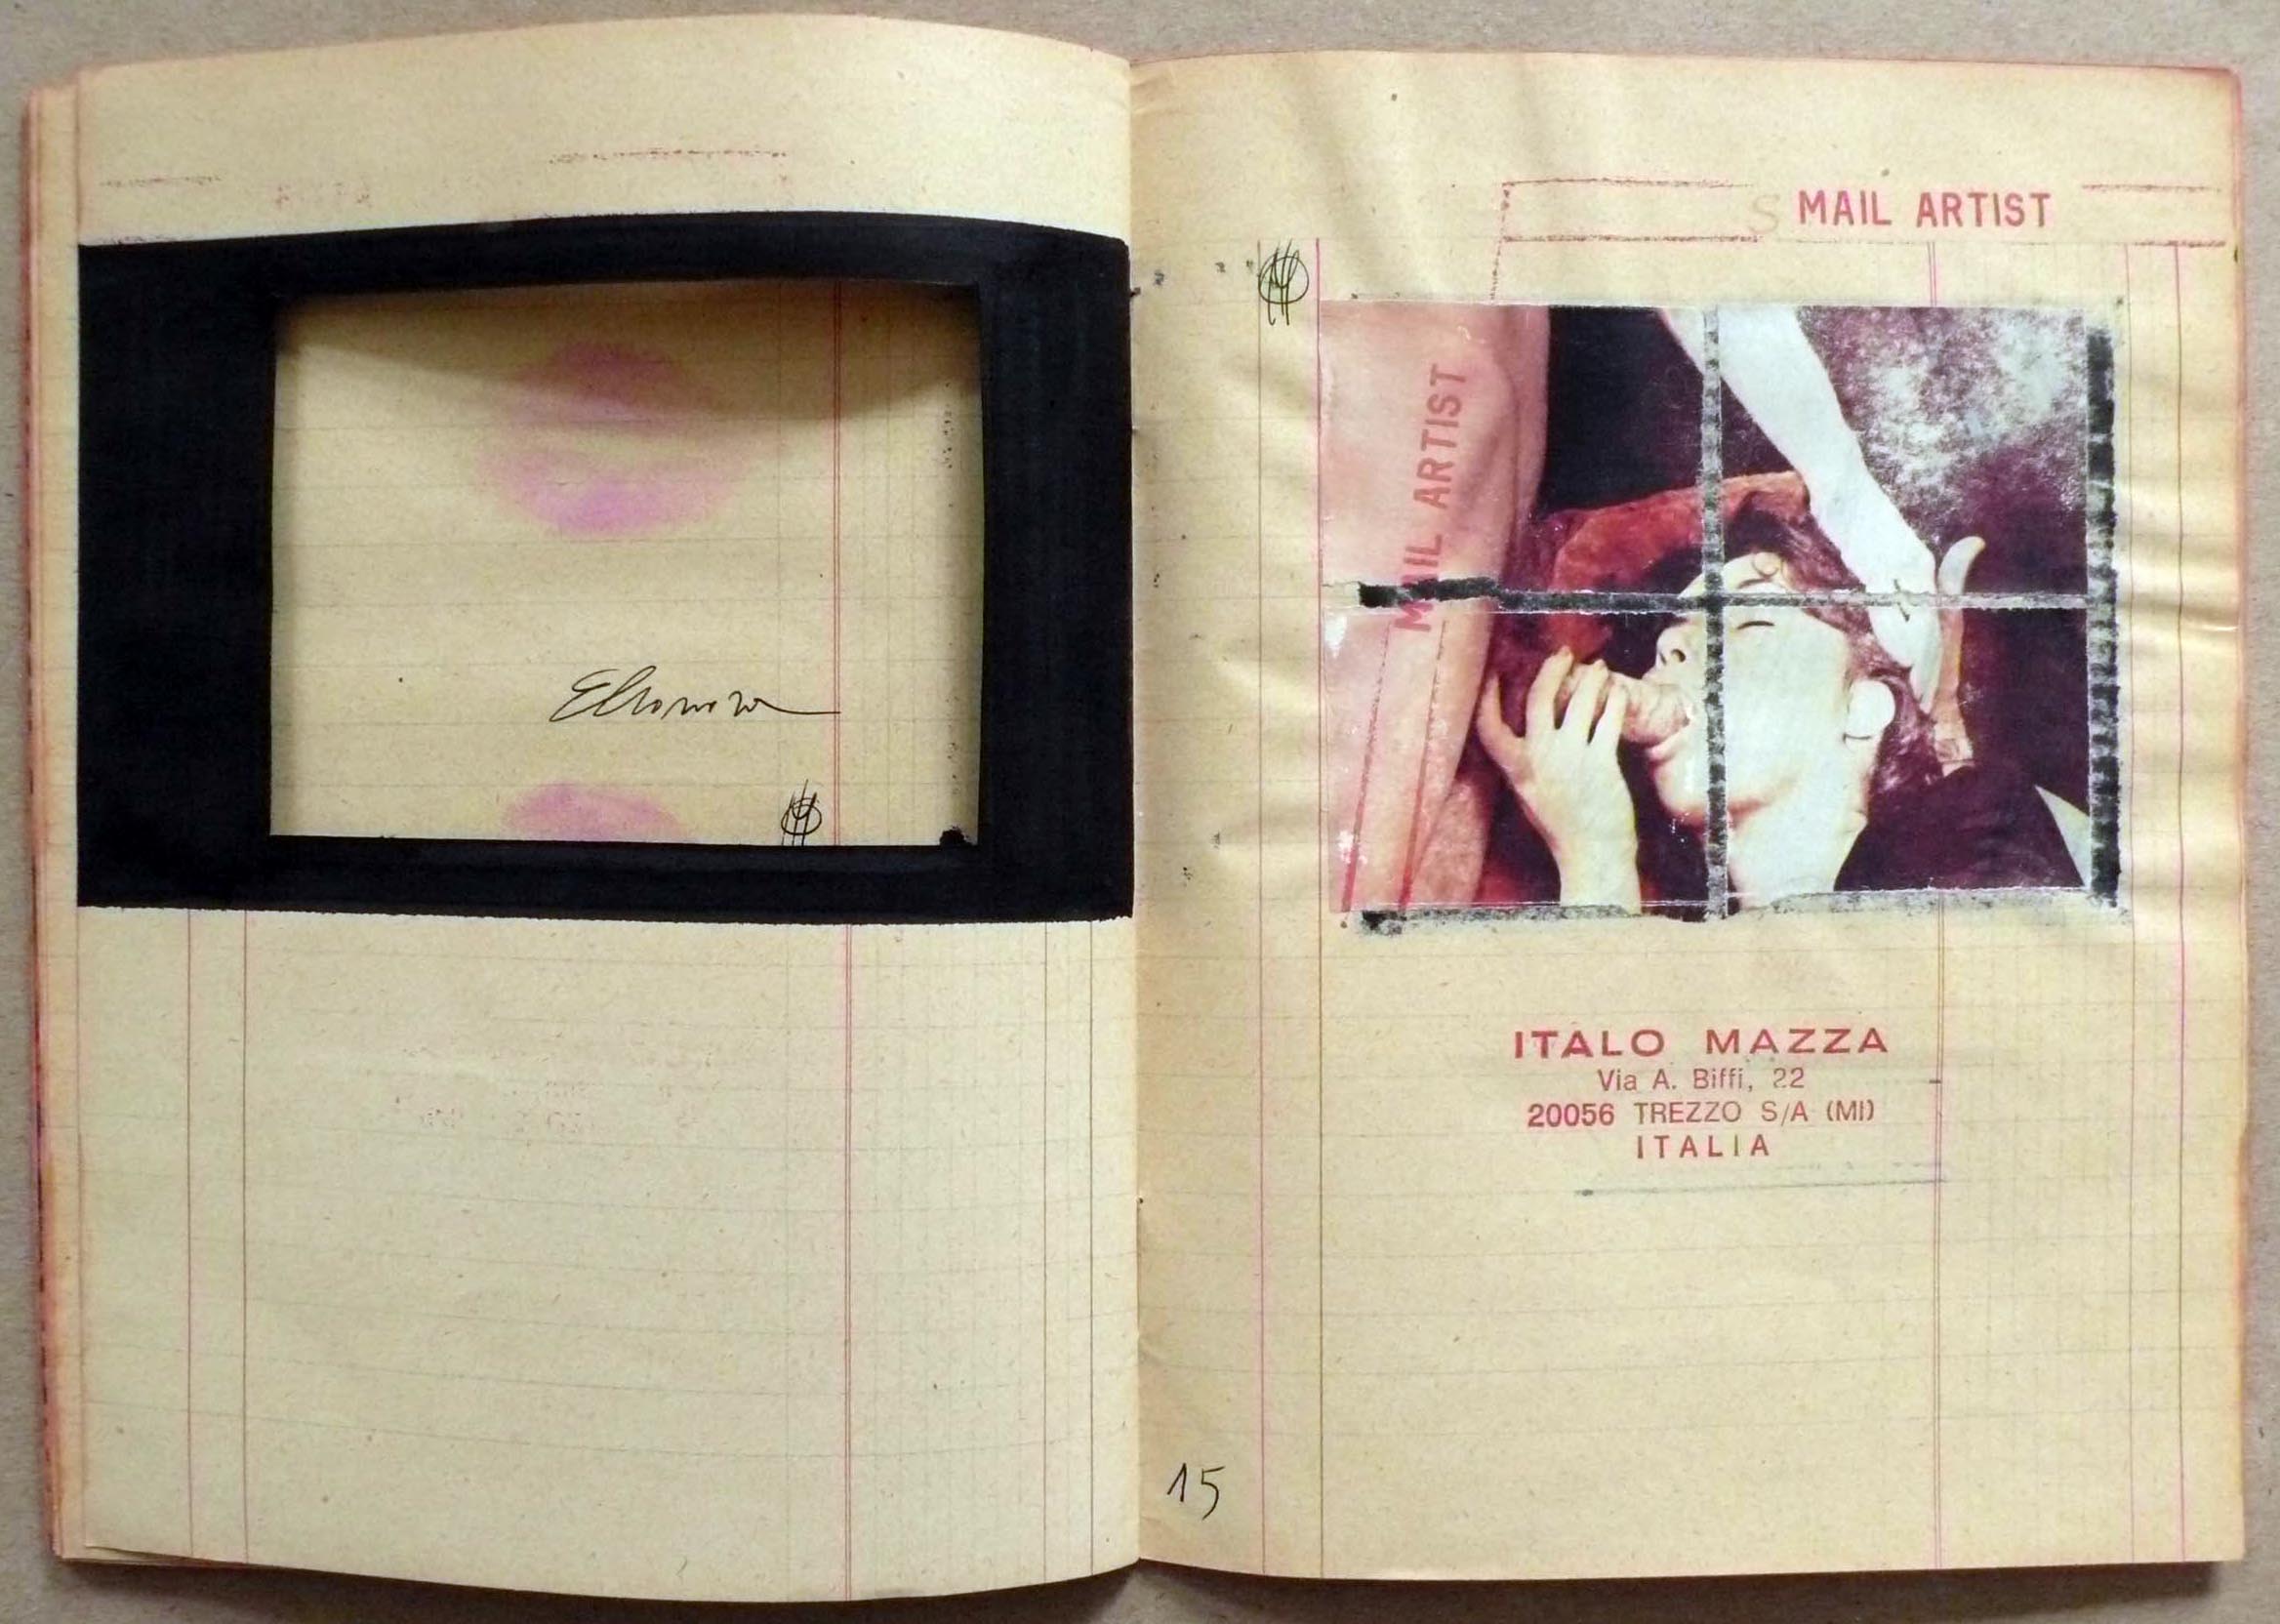 MAIL ARTIST
MAIL ARTIST
ITALO MAZZA
Via A. Biffi, 22
20056 TREZZO S/A (MI)
ITALIA
15